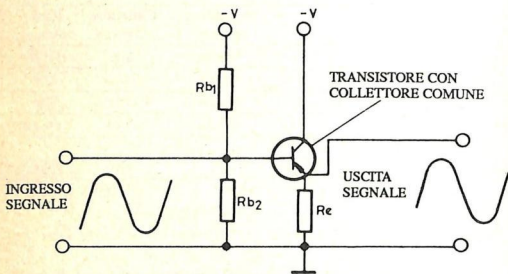 -V
-V
Rb1
TRANSISTORE CON
COLLETTORE COMUNE
INGRESSO
SEGNALE
Rb2
Re
USCITA
SEGNALE